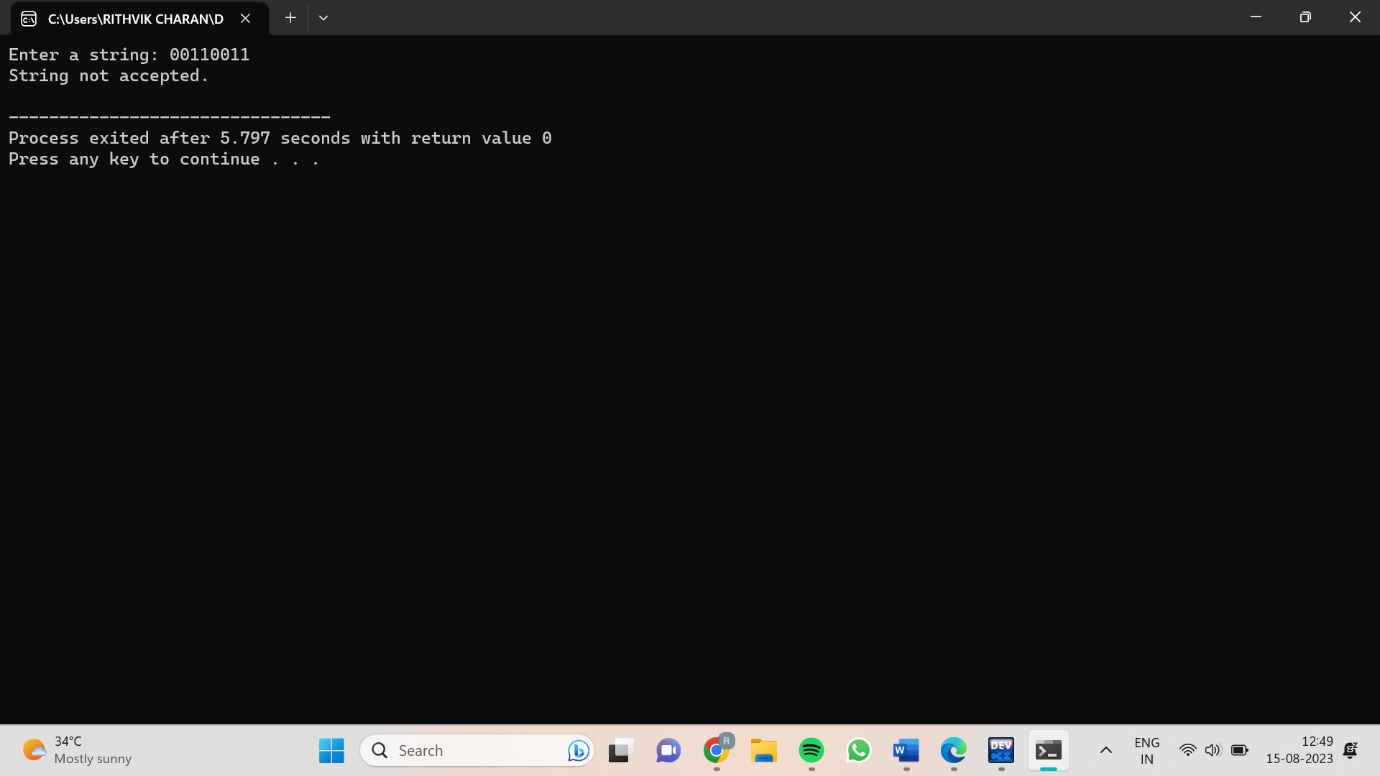 C:\Users\RITHVIK CHARAN\D
Enter a string: 00110011
String not accepted.
--------------------------------
Process exited after 5.797 seconds with return value 0
Press any key to continue . . .
34°C
Mostly sunny
Search
R
W
DEV
C++
ENG
IN
12:49
15-08-2023